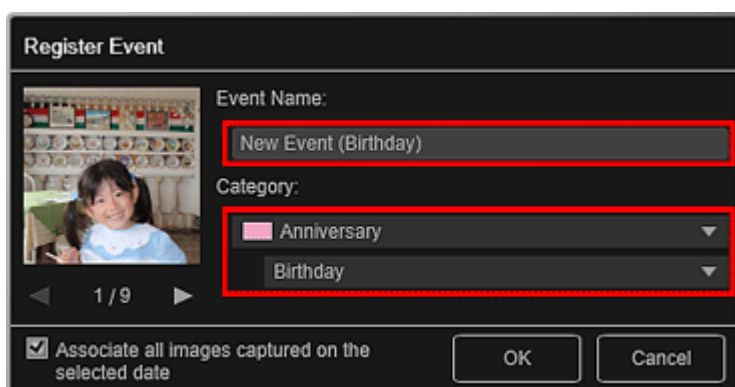 Register Event
Event Name:
New Event (Birthday)
Category:
Anniversary
Birthday
1/9
Associate all images captured on the
selected date
OK
Cancel